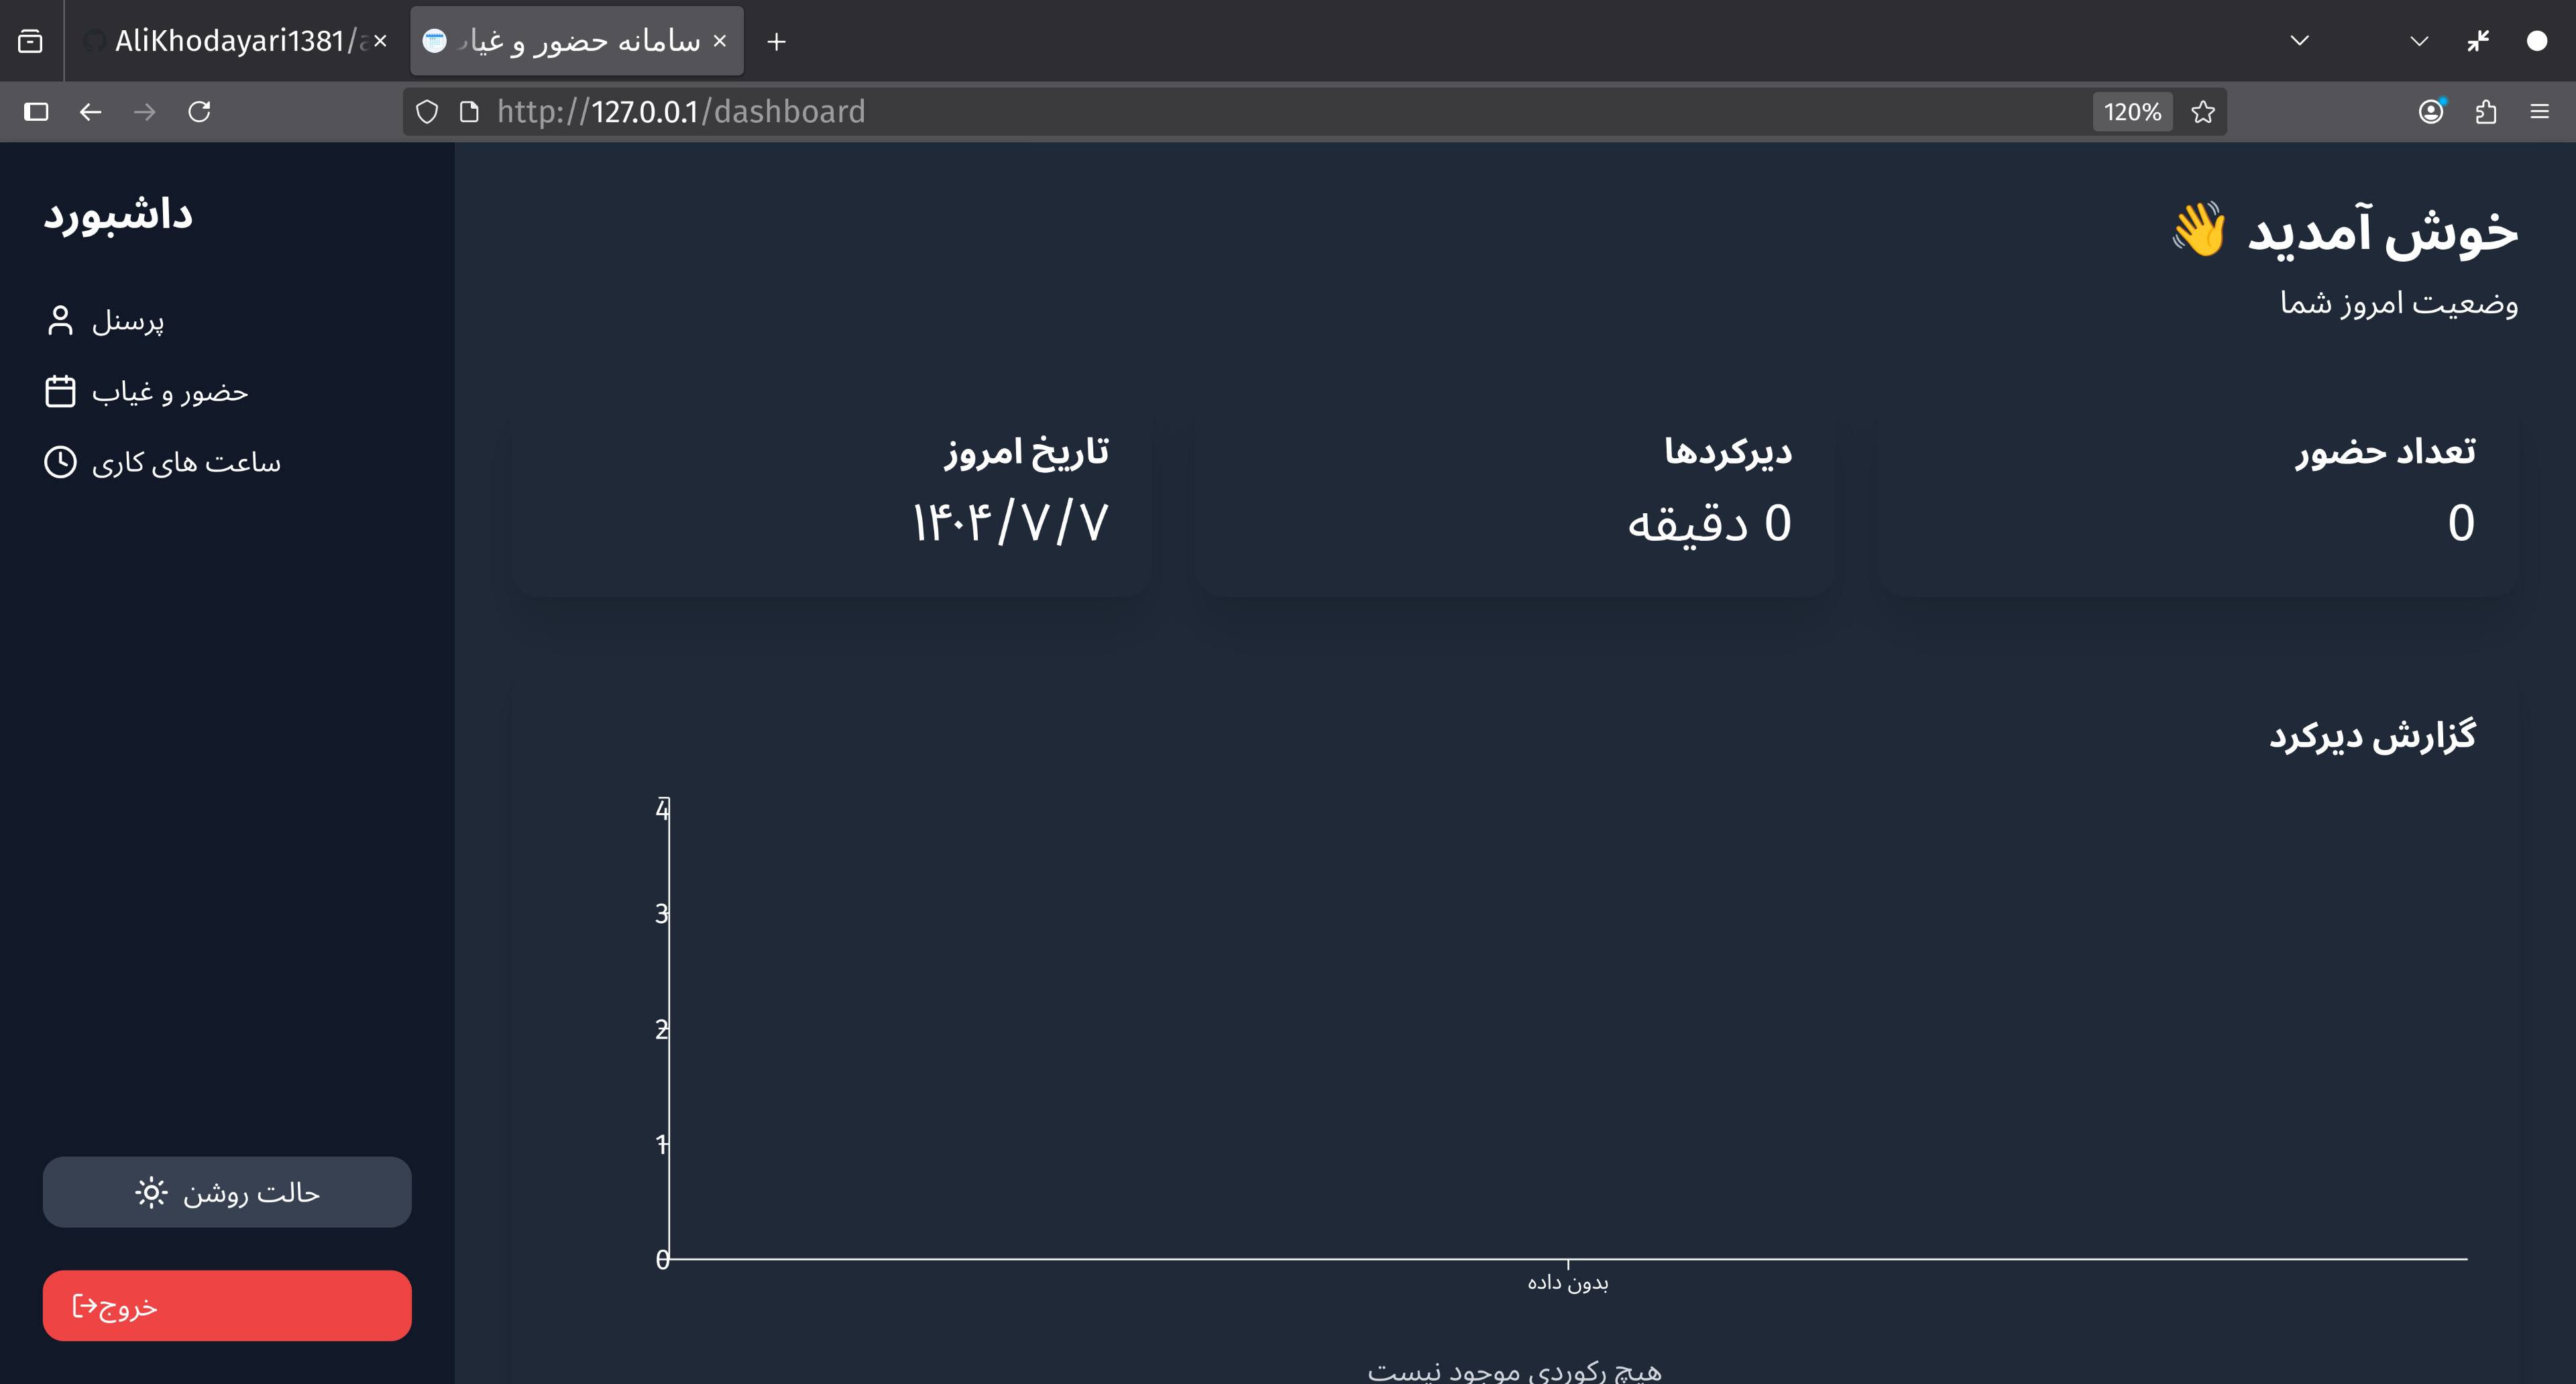 AliKhodayari1381/
سامانه حضور و غیاب
http://127.0.0.1/dashboard
120%
داشبورد
پرسنل
حضور و غیاب
ساعت های کاری
حالت روشن
خروج
خوش آمدید 👋
وضعیت امروز شما
تعداد حضور
0
دیرکردها
0 دقیقه
تاریخ امروز
۱۴۰۴/۷/۷
گزارش دیرکرد
4
3
2
1
0
بدون داده
هیچ رکوردی موجود نیست